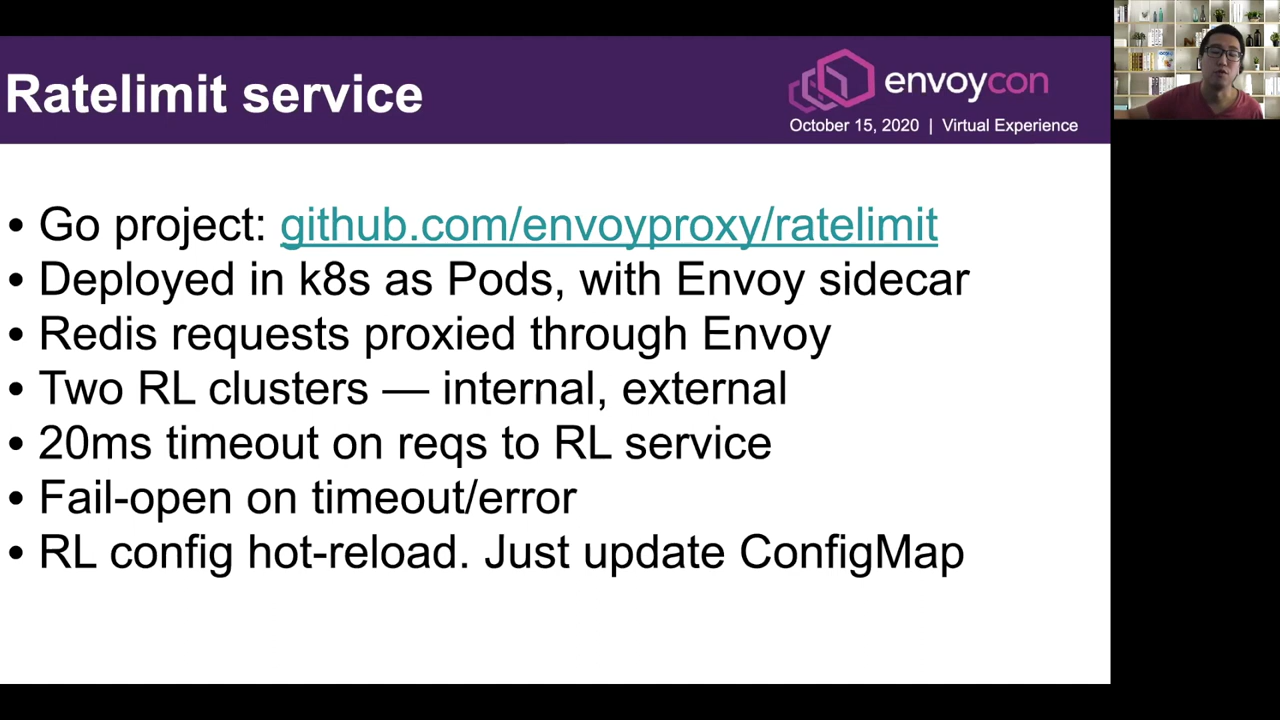 Ratelimit service
envoycon
October 15, 2020 | Virtual Experience
• Go project: github.com/envoyproxy/ratelimit
• Deployed in k8s as Pods, with Envoy sidecar
• Redis requests proxied through Envoy
• Two RL clusters — internal, external
• 20ms timeout on reqs to RL service
• Fail-open on timeout/error
• RL config hot-reload. Just update ConfigMap